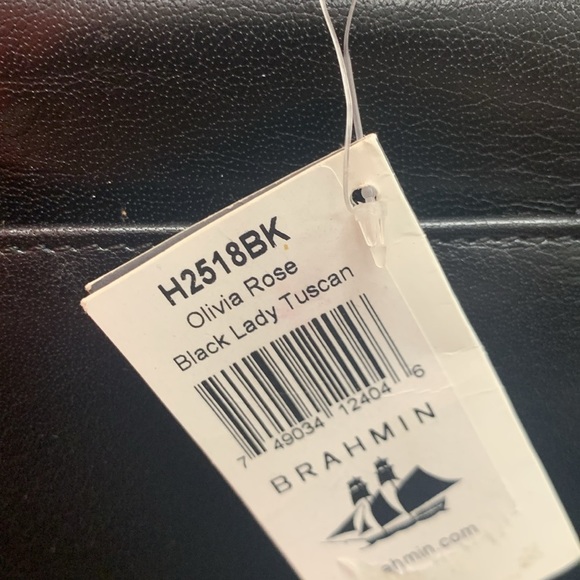 H2518BK
Olivia Rose
Black Lady Tuscan
7 49034 12404 6
BRAHMIN
ahmin.com